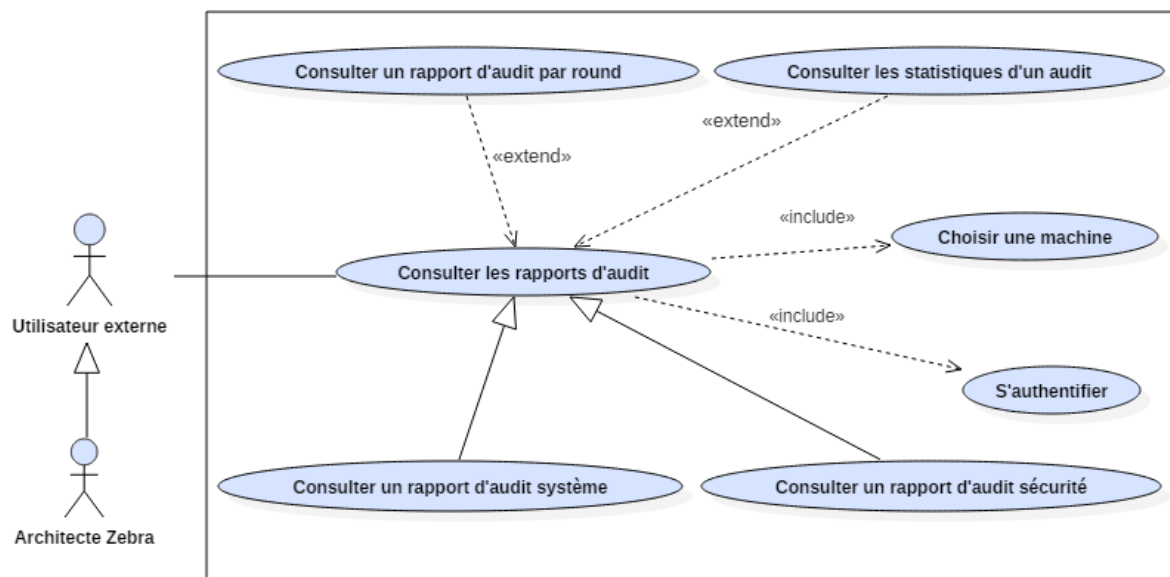 Consulter un rapport d'audit par round
Consulter les statistiques d'un audit
«extend»
«extend»
«include»
Choisir une machine
Consulter les rapports d'audit
«include»
Utilisateur externe
S'authentifier
Consulter un rapport d'audit système
Consulter un rapport d'audit sécurité
Architecte Zebra